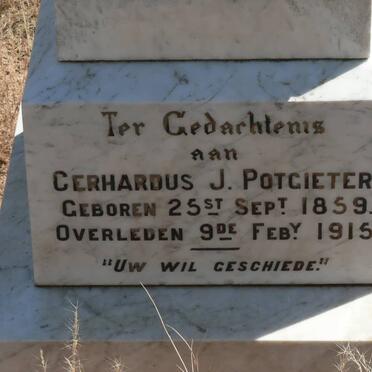 Ter Gedachtenis
aan
GERHARDUS J. POTGIETER
GEBOREN 25ST SEPT. 1859.
OVERLEDEN 9DE FEBY 1915
"UW WIL GESCHIEDE."